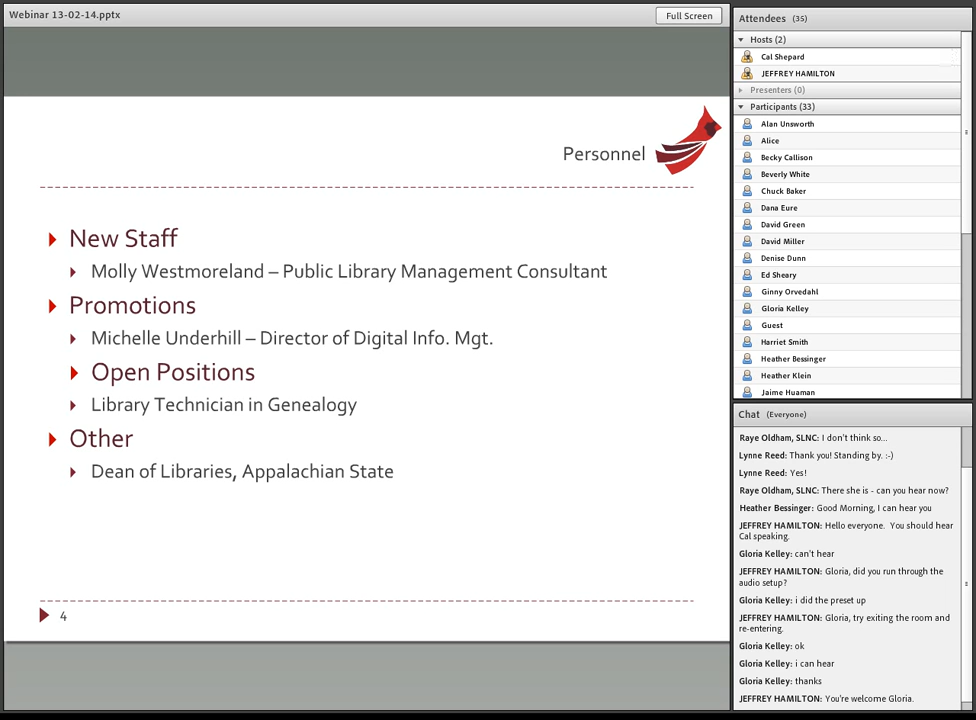 Webinar 13-02-14.pptx
Full Screen
Personnel
New Staff
Molly Westmoreland – Public Library Management Consultant
Promotions
Michelle Underhill – Director of Digital Info. Mgt.
Open Positions
Library Technician in Genealogy
Other
Dean of Libraries, Appalachian State
4
Attendees (35)
Hosts (2)
Cal Shepard
JEFFREY HAMILTON
Presenters (0)
Participants (33)
Alan Unsworth
Alice
Becky Callison
Beverly White
Chuck Baker
Dana Eure
David Green
David Miller
Denise Dunn
Ed Sheary
Ginny Orvedahl
Gloria Kelley
Guest
Harriet Smith
Heather Bessinger
Heather Klein
Jaime Huaman
Chat (Everyone)
Raye Oldham, SLNC: I don't think so...
Lynne Reed: Thank you! Standing by. :-)
Lynne Reed: Yes!
Raye Oldham, SLNC: There she is - can you hear now?
Heather Bessinger: Good Morning, I can hear you
JEFFREY HAMILTON: Hello everyone. You should hear
Cal speaking.
Gloria Kelley: can't hear
JEFFREY HAMILTON: Gloria, did you run through the
audio setup?
Gloria Kelley: i did the preset up
JEFFREY HAMILTON: Gloria, try exiting the room and
re-entering.
Gloria Kelley: ok
Gloria Kelley: i can hear
Gloria Kelley: thanks
JEFFREY HAMILTON: You're welcome Gloria.